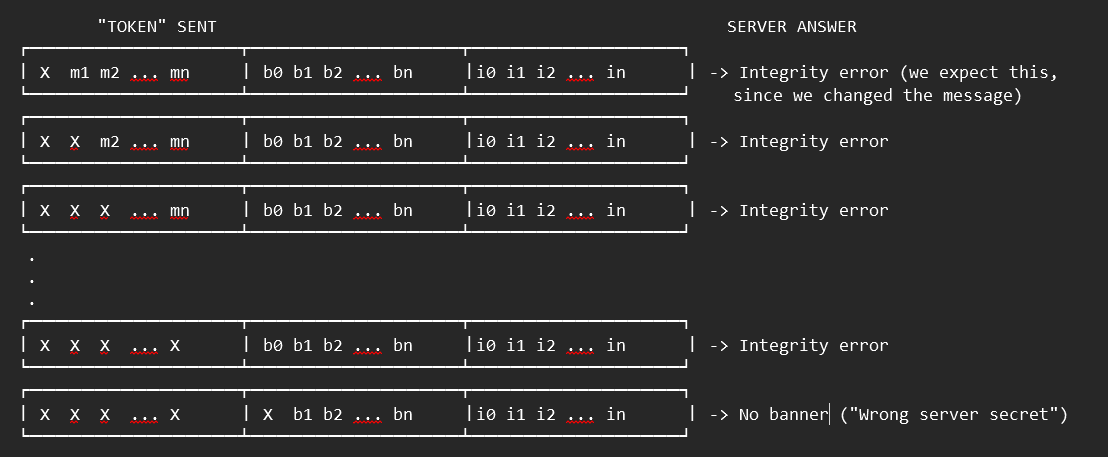 "TOKEN" SENT SERVER ANSWER
| X m1 m2 ... mn | b0 b1 b2 ... bn |i0 i1 i2 ... in | -> Integrity error (we expect this,
since we changed the message)
| X X m2 ... mn | b0 b1 b2 ... bn |i0 i1 i2 ... in | -> Integrity error
| X X X ... mn | b0 b1 b2 ... bn |i0 i1 i2 ... in | -> Integrity error
.
.
.
| X X X ... X | b0 b1 b2 ... bn |i0 i1 i2 ... in | -> Integrity error
| X X X ... X | X b1 b2 ... bn |i0 i1 i2 ... in | -> No banner ("Wrong server secret")